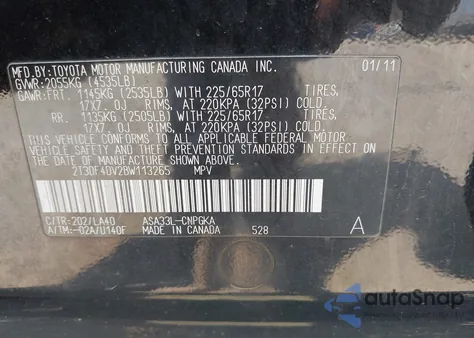 MFD.BY:TOYOTA MOTOR MANUFACTURING CANADA INC. 01/11
GVWR:2055KG (4535LB)
GAWR:FRT. 1145KG (2535LB) WITH 225/65R17 TIRES,
17X7.0J RIMS, AT 220KPA (32PSI) COLD.
RR. 1135KG (2505LB) WITH 225/65R17 TIRES,
17X7.0J RIMS, AT 220KPA (32PSI) COLD.
THIS VEHICLE CONFORMS TO ALL APPLICABLE FEDERAL MOTOR
VEHICLE SAFETY AND THEFT PREVENTION STANDARDS IN EFFECT ON THE
DATE OF MANUFACTURE SHOWN ABOVE.
2T3DF4DV2BW113265 MPV
C/TR:202/LA40 ASA33L-CNPGKA
A/TM:-02A/U140F MADE IN CANADA 528 A
autoSnap